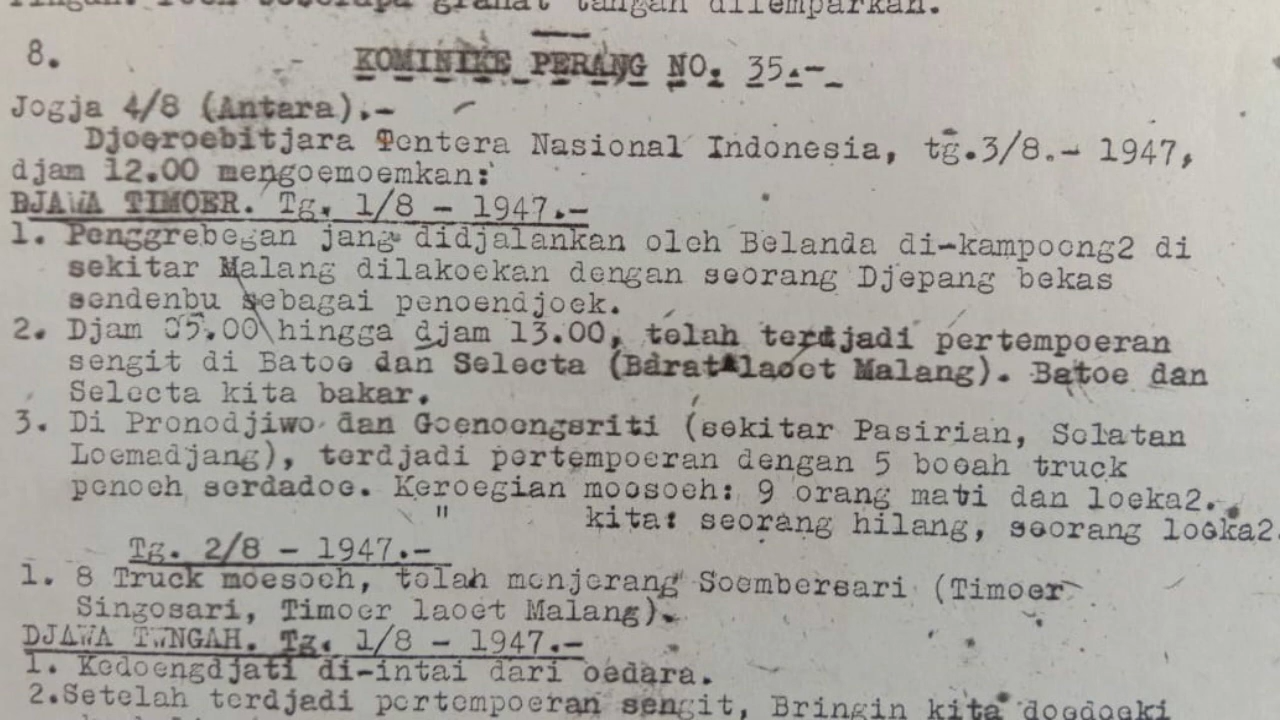 tangan dilemparkan.
8. KOMINIKE PERANG NO. 35.-
Jogja 4/8 (Antara).-
Djoeroebitjara Tentera Nasional Indonesia, tg.3/8.- 1947,
djam 12.00 mengoemoemkan:
DJAWA TIMOER. Tg. 1/8 - 1947.-
1. Penggrebegan jang didjalankan oleh Belanda di-kampoong2 di
sekitar Malang dilakoekan dengan seorang Djepang bekas
sendenbu sebagai penoendjoek.
2. Djam 05.00 hingga djam 13.00, telah terdjadi pertempoeran
sengit di Batoe dan Selecta (Barat laoet Malang). Batoe dan
Selecta kita bakar.
3. Di Pronodjiwo dan Goenoengsriti (sekitar Pasirian, Selatan
Loemadjang), terdjadi pertempoeran dengan 5 boeah truck
penoeh serdadoe. Keroegian moesoeh: 9 orang mati dan loeka2.
" kita: seorang hilang, seorang loeka2.
Tg. 2/8 - 1947.-
1. 8 Truck moesoeh, telah menjerang Soembersari (Timoer
Singosari, Timoer laoet Malang).
DJAWA TENGAH. Tg. 1/8 - 1947.-
1. Kedoengdjati di-intai dari oedara.
2.Setelah terdjadi pertempoeran sengit, Bringin kita doedoeki